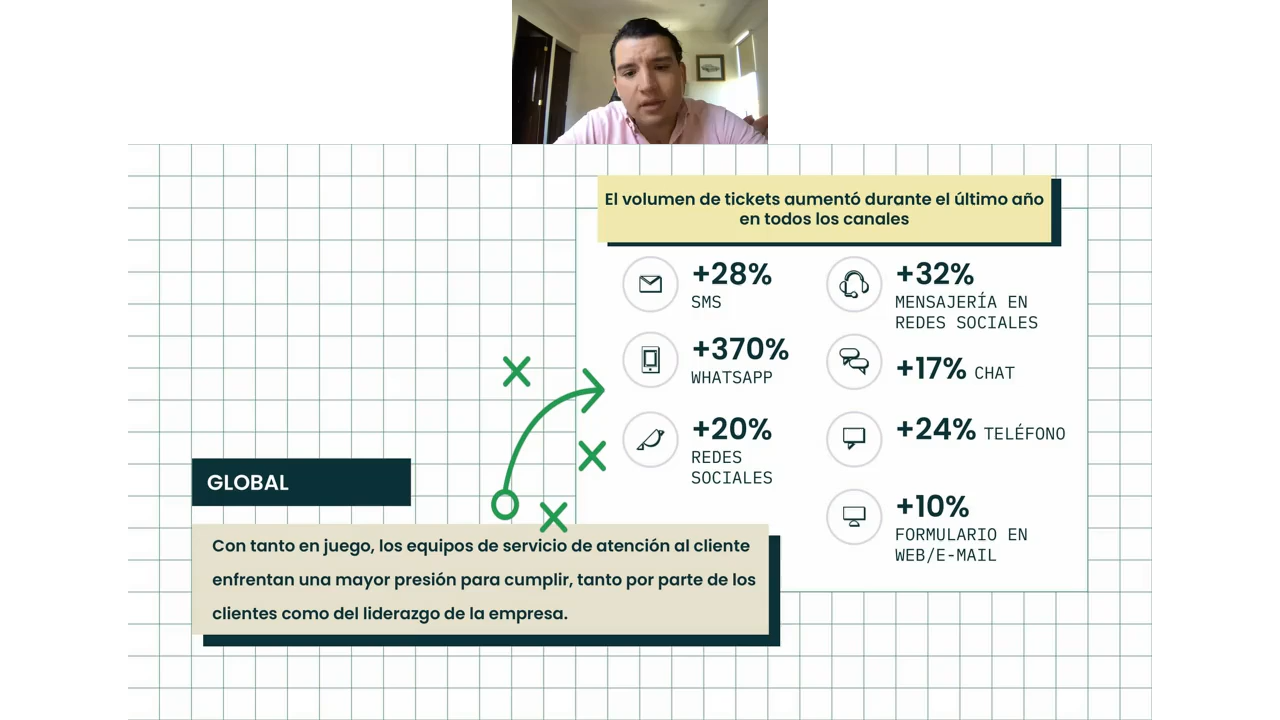 El volumen de tickets aumentó durante el último año
en todos los canales
+28%
SMS
+32%
MENSAJERÍA EN
REDES SOCIALES
+370%
WHATSAPP
+17% CHAT
+20%
REDES
SOCIALES
+24% TELÉFONO
+10%
FORMULARIO EN
WEB/E-MAIL
GLOBAL
Con tanto en juego, los equipos de servicio de atención al cliente
enfrentan una mayor presión para cumplir, tanto por parte de los
clientes como del liderazgo de la empresa.